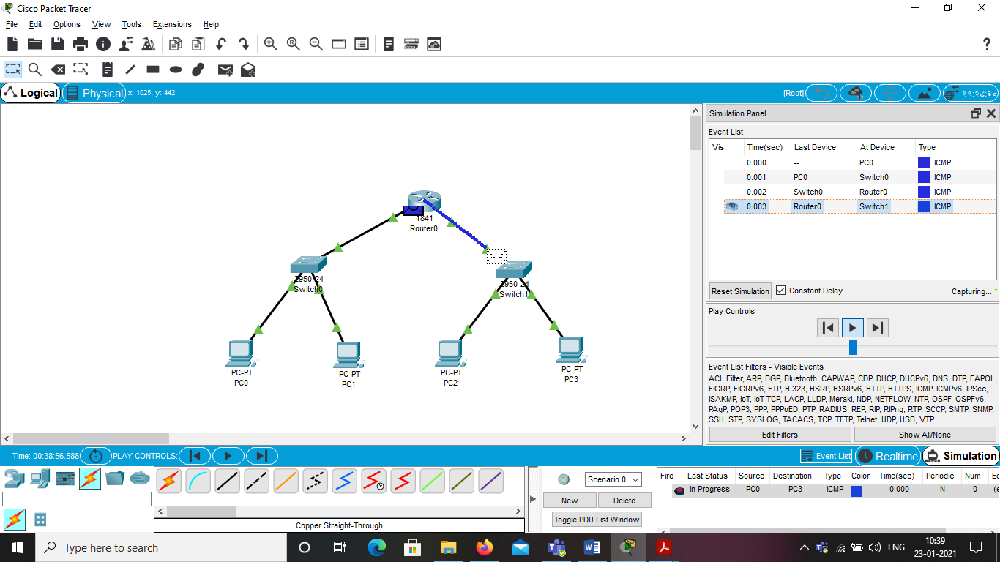 Cisco Packet Tracer
File Edit Options View Tools Extensions Help
Logical Physical x: 1025, y: 442 [Root] १९:२८:३०
Simulation Panel
Event List
Vis. Time(sec) Last Device At Device Type
0.000 -- PC0 ICMP
0.001 PC0 Switch0 ICMP
0.002 Switch0 Router0 ICMP
0.003 Router0 Switch1 ICMP
Reset Simulation Constant Delay Capturing... *
Play Controls
Event List Filters - Visible Events
ACL Filter, ARP, BGP, Bluetooth, CAPWAP, CDP, DHCP, DHCPv6, DNS, DTP, EAPOL,
EIGRP, EIGRPv6, FTP, H.323, HSRP, HSRPv6, HTTP, HTTPS, ICMP, ICMPv6, IPSec,
ISAKMP, IoT, IoT TCP, LACP, LLDP, Meraki, NDP, NETFLOW, NTP, OSPF, OSPFv6,
PAgP, POP3, PPP, PPPoED, PTP, RADIUS, REP, RIP, RIPng, RTP, SCCP, SMTP, SNMP,
SSH, STP, SYSLOG, TACACS, TCP, TFTP, Telnet, UDP, USB, VTP
Edit Filters Show All/None
1841
Router0
2950-24
Switch0
2950-24
Switch1
PC-PT
PC0
PC-PT
PC1
PC-PT
PC2
PC-PT
PC3
Time: 00:38:56.588 PLAY CONTROLS: Event List Realtime Simulation
Scenario 0
New Delete
Toggle PDU List Window
Fire Last Status Source Destination Type Color Time(sec) Periodic Num Ec
In Progress PC0 PC3 ICMP 0.000 N 0 (e
Copper Straight-Through
Type here to search
ENG
10:39
23-01-2021